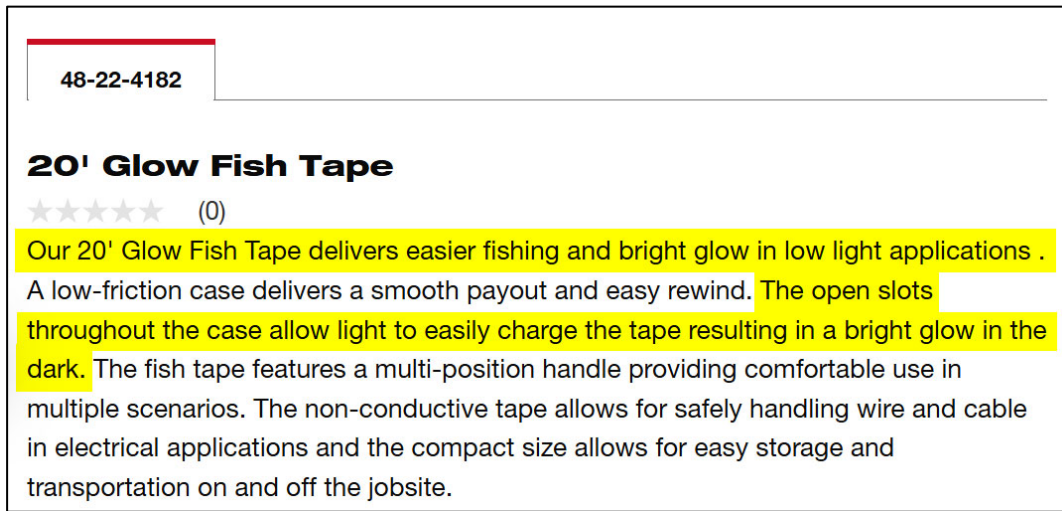 48-22-4182
20' Glow Fish Tape
(0)
Our 20' Glow Fish Tape delivers easier fishing and bright glow in low light applications .
A low-friction case delivers a smooth payout and easy rewind. The open slots
throughout the case allow light to easily charge the tape resulting in a bright glow in the
dark. The fish tape features a multi-position handle providing comfortable use in
multiple scenarios. The non-conductive tape allows for safely handling wire and cable
in electrical applications and the compact size allows for easy storage and
transportation on and off the jobsite.